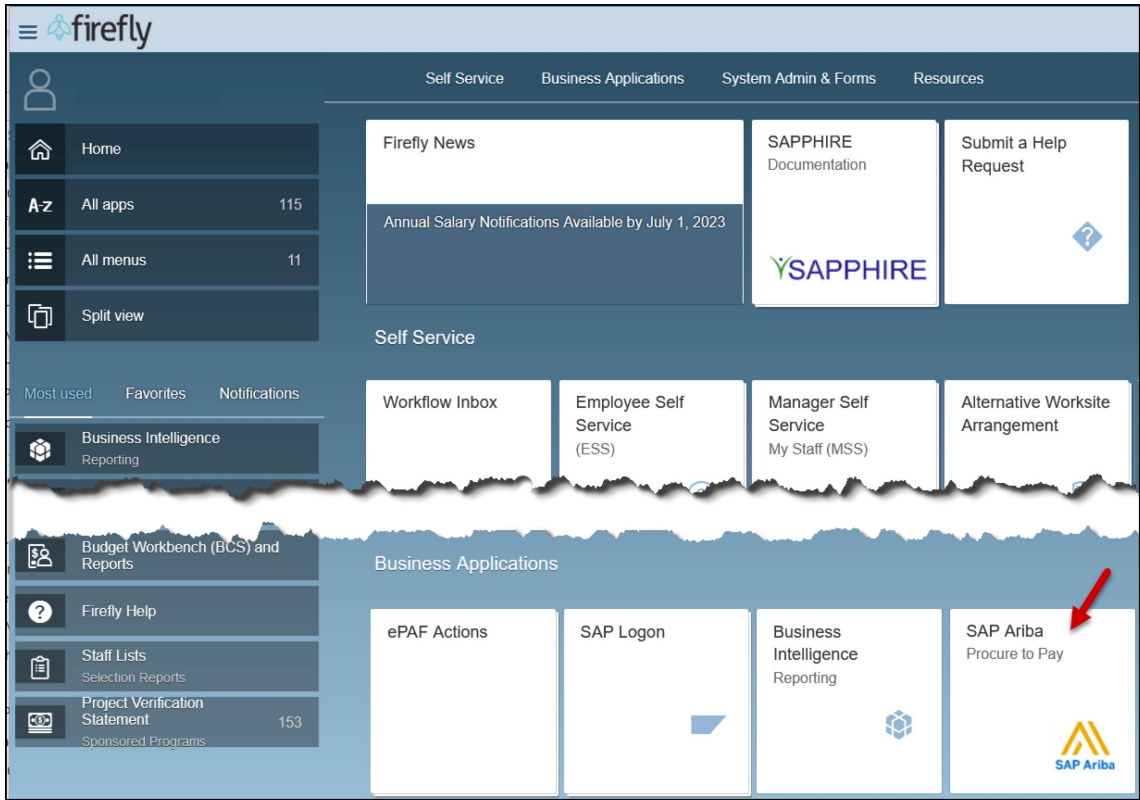 firefly
Self Service Business Applications System Admin & Forms Resources
Home
A-Z All apps 115
All menus 11
Split view
Most used Favorites Notifications
Business Intelligence
Reporting
Budget Workbench (BCS) and
Reports
Firefly Help
Staff Lists
Selection Reports
Project Verification
Statement 153
Sponsored Programs
Firefly News
Annual Salary Notifications Available by July 1, 2023
SAPPHIRE
Documentation
SAPPHIRE
Submit a Help
Request
Self Service
Workflow Inbox
Employee Self
Service
(ESS)
Manager Self
Service
My Staff (MSS)
Alternative Worksite
Arrangement
Business Applications
ePAF Actions
SAP Logon
Business
Intelligence
Reporting
SAP Ariba
Procure to Pay
SAP Ariba